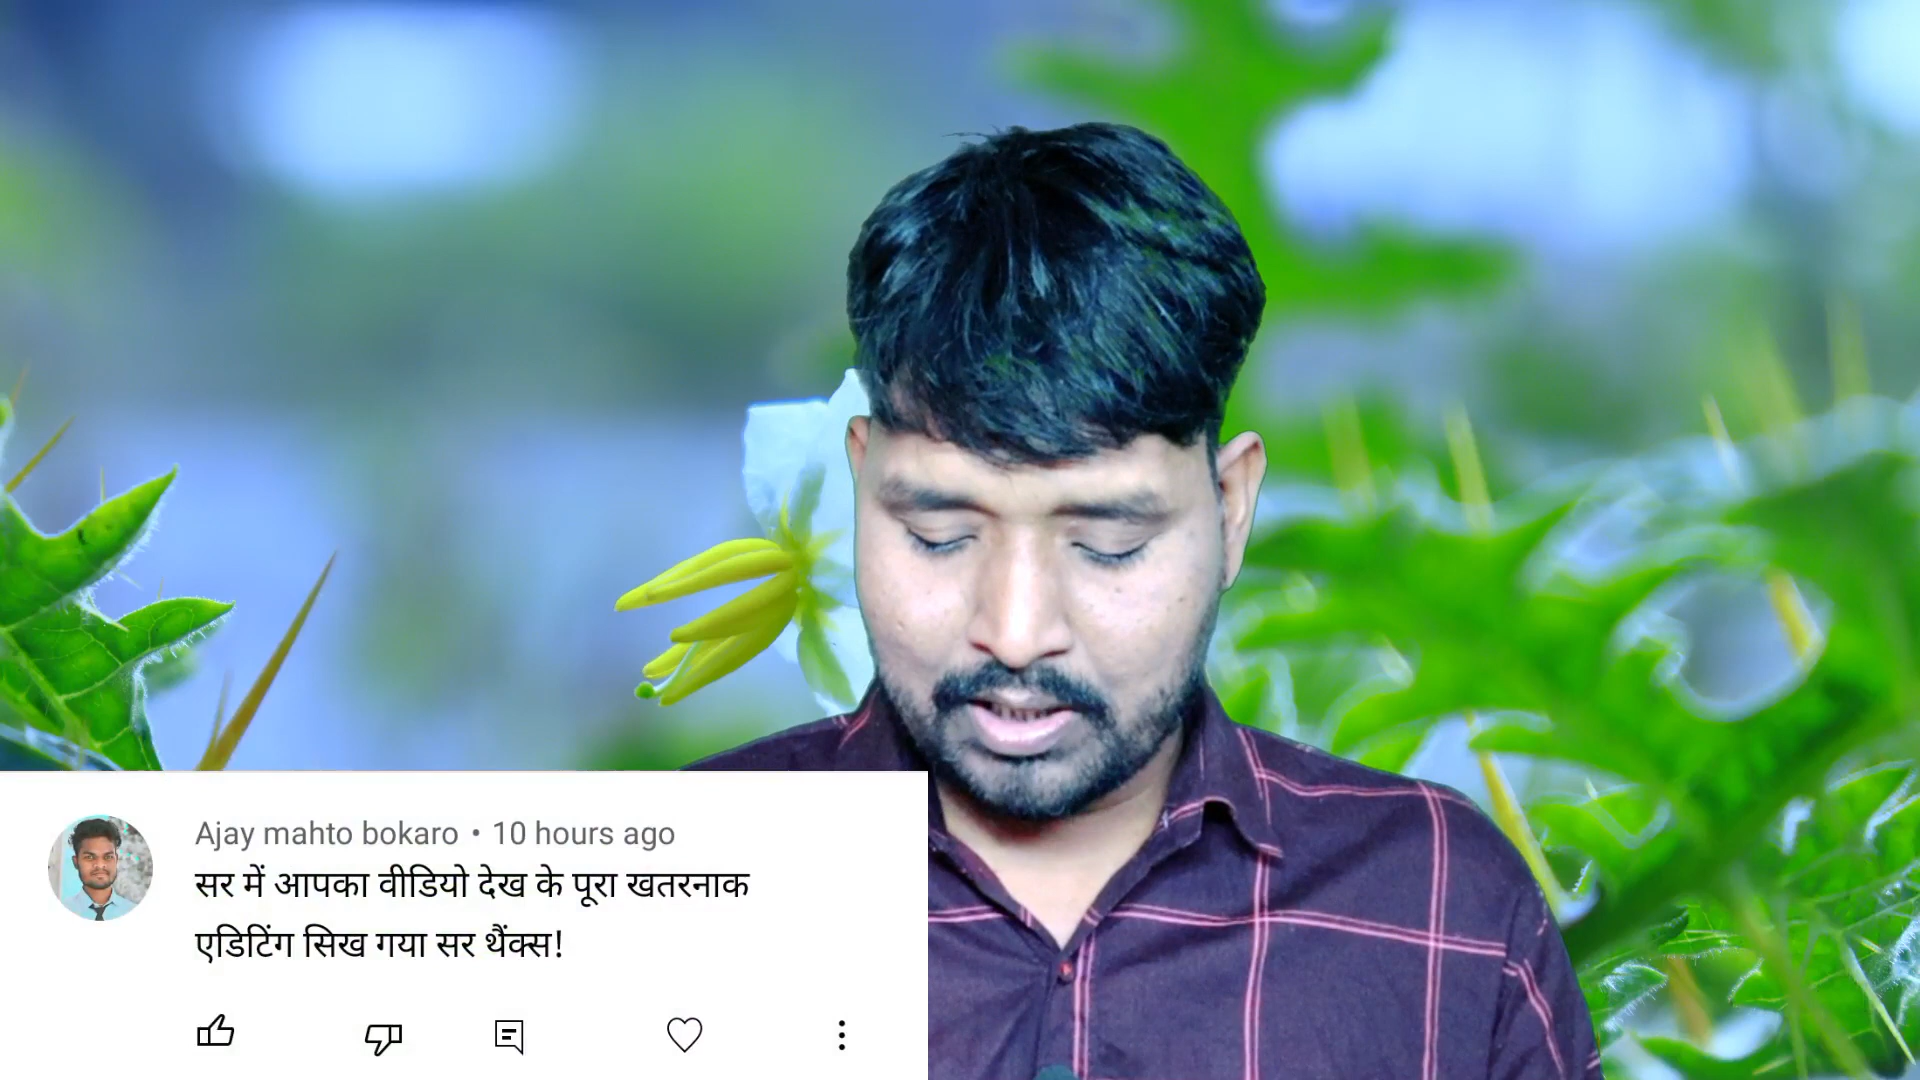 Ajay mahto bokaro • 10 hours ago
सर में आपका वीडियो देख के पूरा खतरनाक
एडिटिंग सिख गया सर थैंक्स!